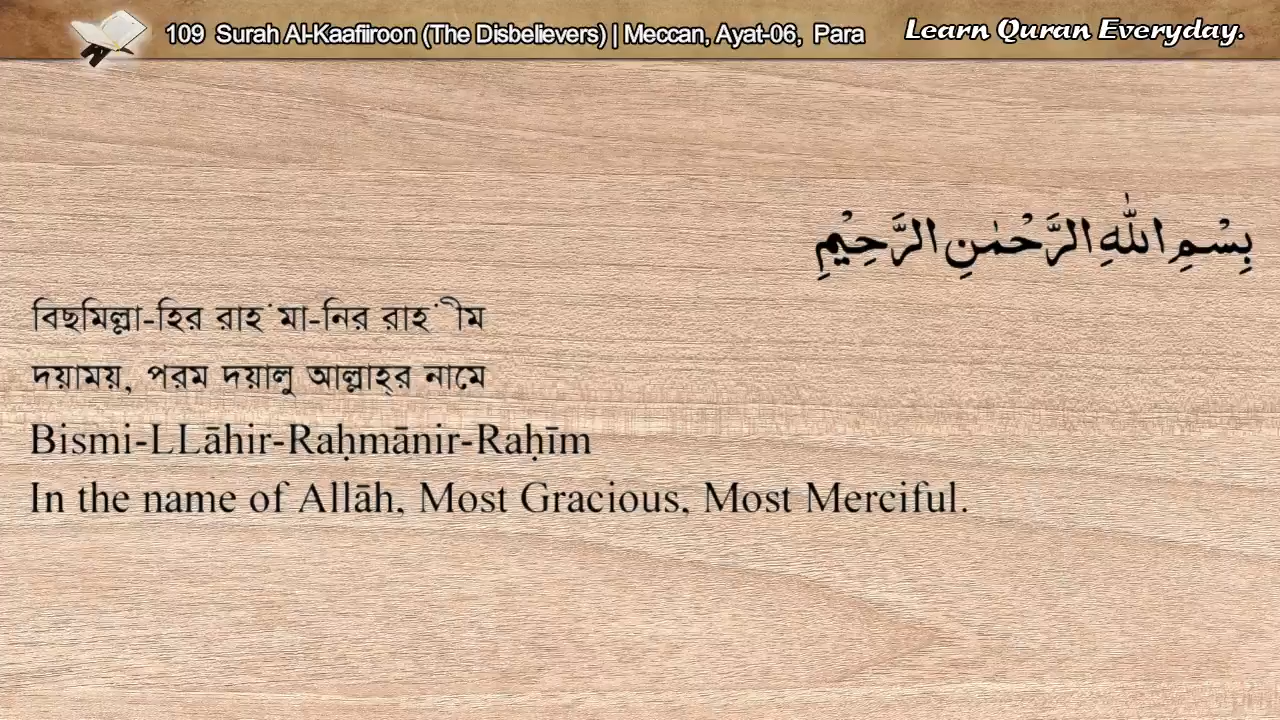 109 Surah Al-Kaafiiroon (The Disbelievers) | Meccan, Ayat-06, Para
Learn Quran Everyday.
بِسْمِ اللّٰهِ الرَّحْمٰنِ الرَّحِيْمِ
বিছমিল্লা-হির রাহ ̇মা-নির রাহ ̇ীম
দয়াময়, পরম দয়ালু আল্লাহ্‌র নামে
Bismi-LLāhir-Raḥmānir-Raḥīm
In the name of Allāh, Most Gracious, Most Merciful.